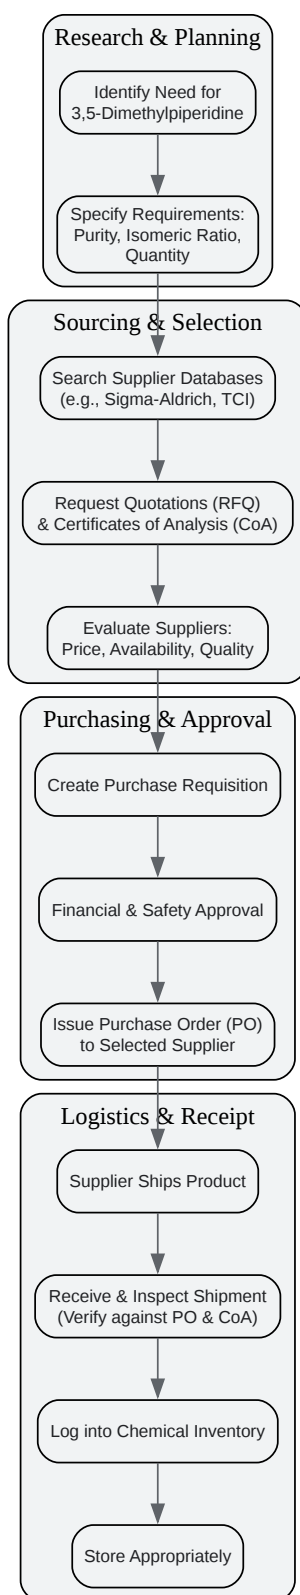 Research & Planning
Identify Need for
3,5-Dimethylpiperidine
Specify Requirements:
Purity, Isomeric Ratio,
Quantity
Sourcing & Selection
Search Supplier Databases
(e.g., Sigma-Aldrich, TCI)
Request Quotations (RFQ)
& Certificates of Analysis (CoA)
Evaluate Suppliers:
Price, Availability, Quality
Purchasing & Approval
Create Purchase Requisition
Financial & Safety Approval
Issue Purchase Order (PO)
to Selected Supplier
Logistics & Receipt
Supplier Ships Product
Receive & Inspect Shipment
(Verify against PO & CoA)
Log into Chemical Inventory
Store Appropriately